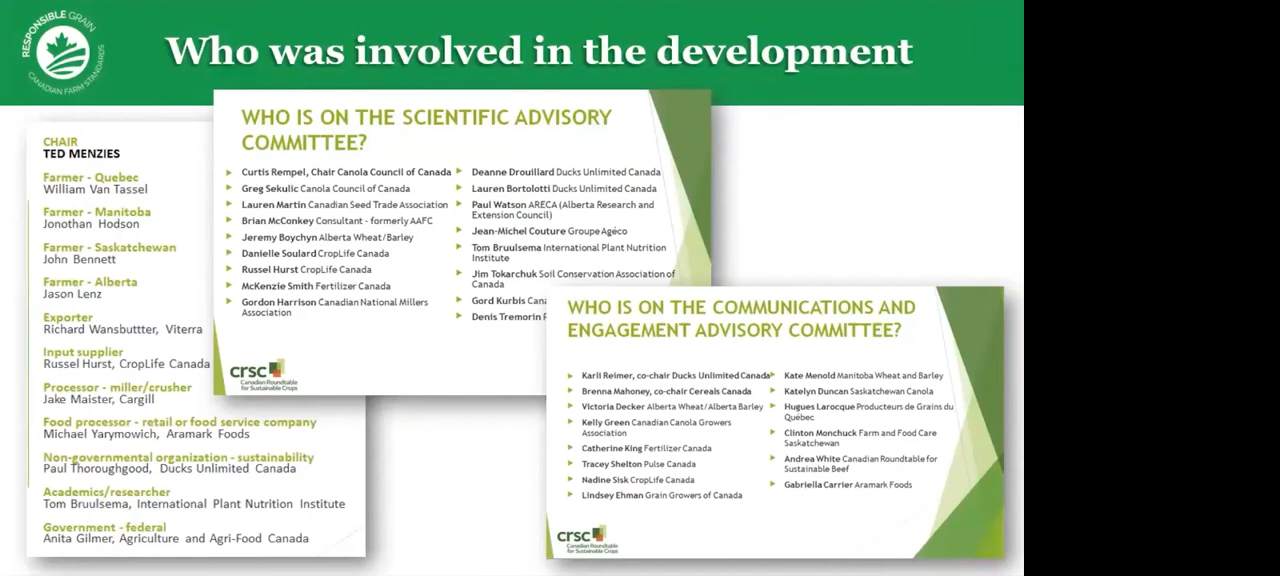 RESPONSIBLE GRAIN
CANADIAN FARM STANDARDS
Who was involved in the development
CHAIR
TED MENZIES
Farmer - Quebec
William Van Tassel
Farmer - Manitoba
Jonothan Hodson
Farmer - Saskatchewan
John Bennett
Farmer - Alberta
Jason Lenz
Exporter
Richard Wansbuttter, Viterra
Input supplier
Russel Hurst, CropLife Canada
Processor - miller/crusher
Jake Maister, Cargill
Food processor - retail or food service company
Michael Yarymowich, Aramark Foods
Non-governmental organization - sustainability
Paul Thoroughgood, Ducks Unlimited Canada
Academics/researcher
Tom Bruulsema, International Plant Nutrition Institute
Government - federal
Anita Gilmer, Agriculture and Agri-Food Canada
WHO IS ON THE SCIENTIFIC ADVISORY
COMMITTEE?
Curtis Rempel, Chair Canola Council of Canada
Greg Sekulic Canola Council of Canada
Lauren Martin Canadian Seed Trade Association
Brian McConkey Consultant - formerly AAFC
Jeremy Boychyn Alberta Wheat/Barley
Danielle Soulard CropLife Canada
Russel Hurst CropLife Canada
McKenzie Smith Fertilizer Canada
Gordon Harrison Canadian National Millers
Association
Deanne Drouillard Ducks Unlimited Canada
Lauren Bortolotti Ducks Unlimited Canada
Paul Watson ARECA (Alberta Research and
Extension Council)
Jean-Michel Couture Groupe Agéco
Tom Bruulsema International Plant Nutrition
Institute
Jim Tokarchuk Soil Conservation Association of
Canada
Gord Kurbis Cana
Denis Tremorin
crsc
Canadian Roundtable
for Sustainable Crops
WHO IS ON THE COMMUNICATIONS AND
ENGAGEMENT ADVISORY COMMITTEE?
Karli Reimer, co-chair Ducks Unlimited Canada
Brenna Mahoney, co-chair Cereals Canada
Victoria Decker Alberta Wheat/Alberta Barley
Kelly Green Canadian Canola Growers
Association
Catherine King Fertilizer Canada
Tracey Shelton Pulse Canada
Nadine Sisk CropLife Canada
Lindsey Ehman Grain Growers of Canada
Kate Menold Manitoba Wheat and Barley
Katelyn Duncan Saskatchewan Canola
Hugues Larocque Producteurs de Grains du
Québec
Clinton Monchuck Farm and Food Care
Saskatchewan
Andrea White Canadian Roundtable for
Sustainable Beef
Gabriella Carrier Aramark Foods
crsc
Canadian Roundtable
for Sustainable Crops